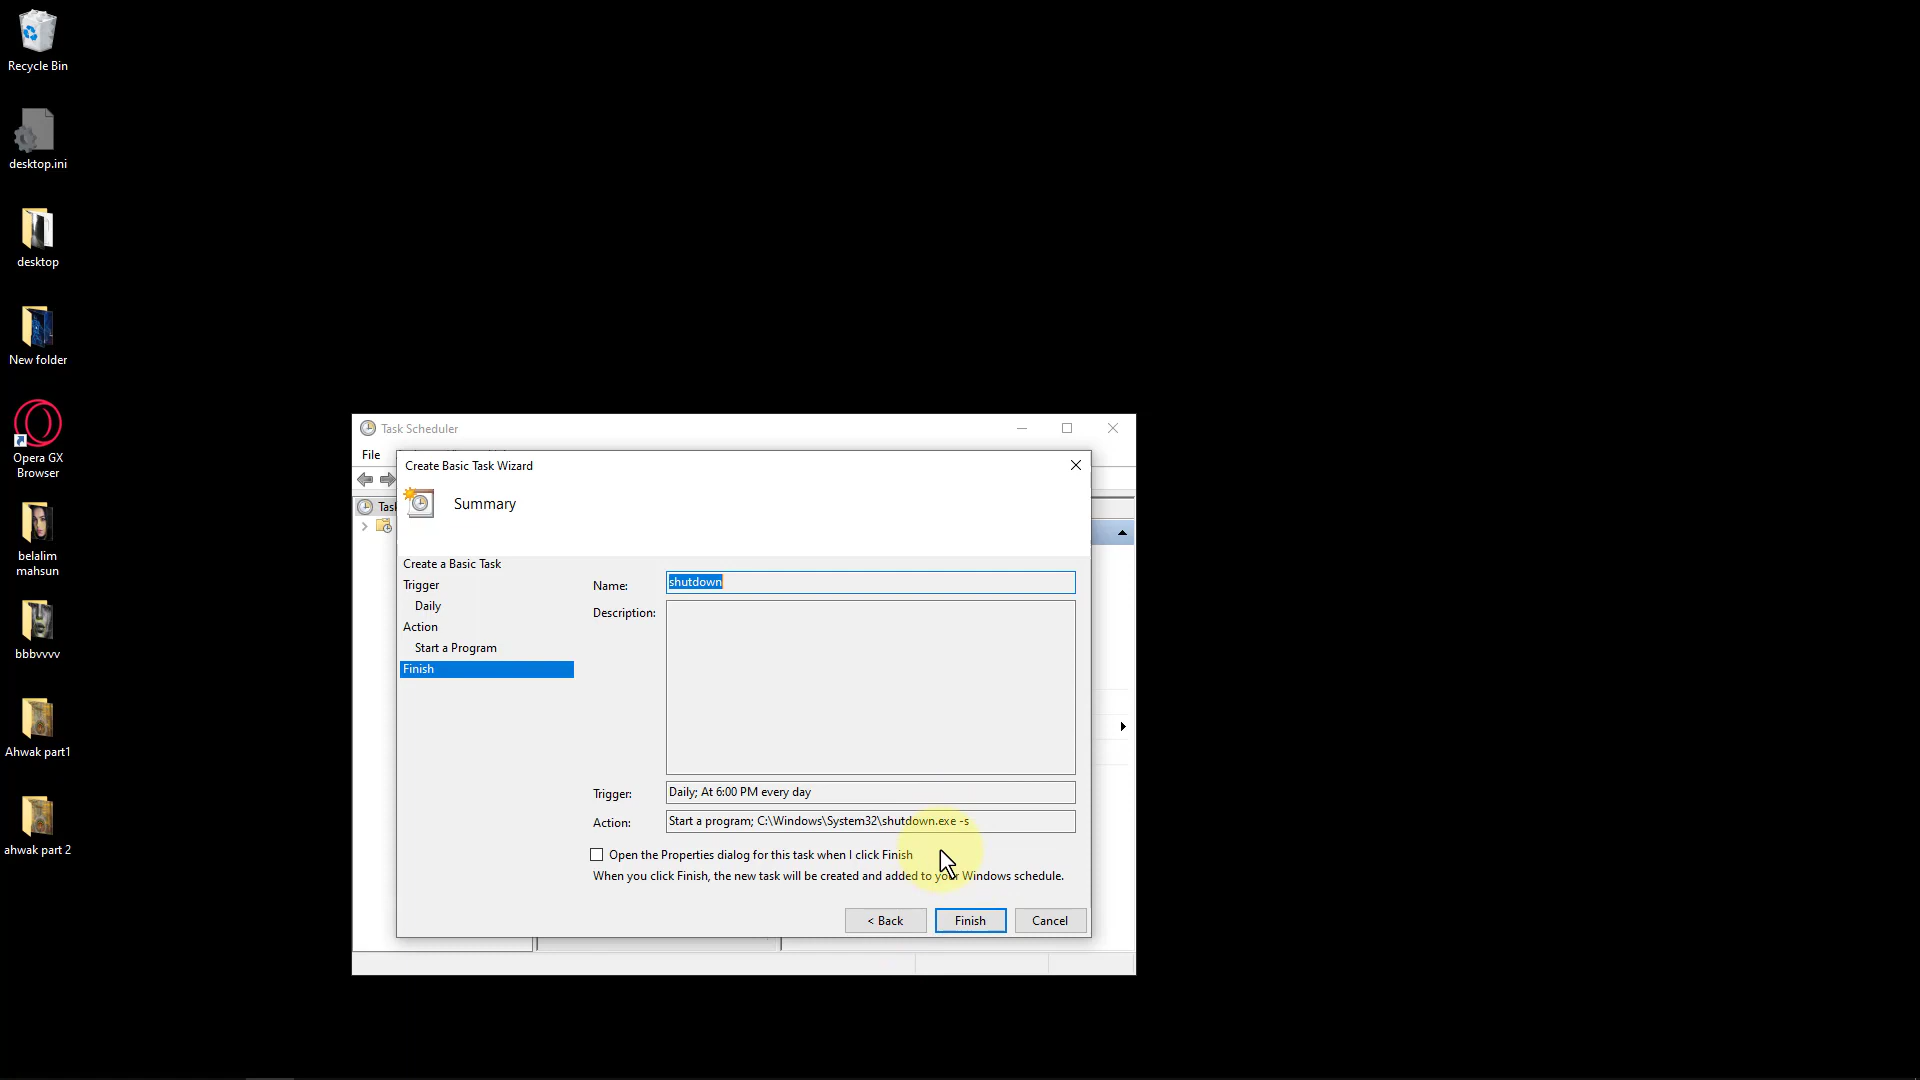 Recycle Bin
desktop.ini
desktop
New folder
Opera GX
Browser
belalim
mahsun
bbbvvvv
Ahwak part1
ahwak part 2
Task Scheduler
File
Task
Create Basic Task Wizard
Summary
Create a Basic Task
Trigger
Daily
Action
Start a Program
Finish
Name: shutdown
Description:
Trigger: Daily; At 6:00 PM every day
Action: Start a program; C:\Windows\System32\shutdown.exe -s
Open the Properties dialog for this task when I click Finish
When you click Finish, the new task will be created and added to your Windows schedule.
< Back Finish Cancel